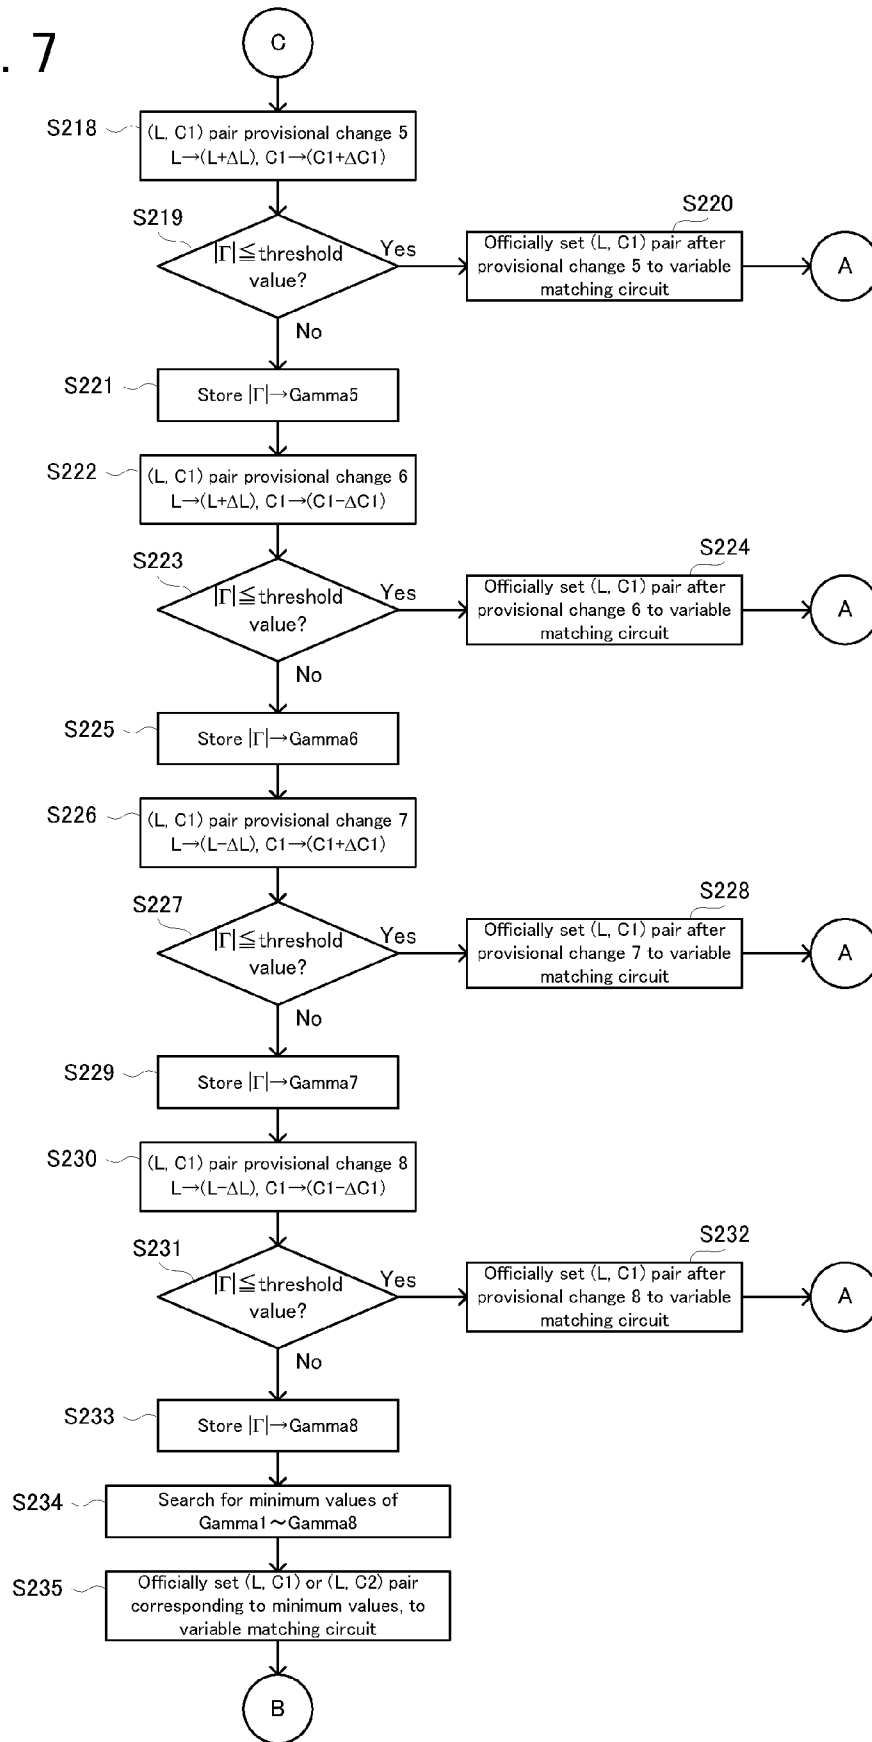 . 7
C
S218
(L, C1) pair provisional change 5
L→(L+ΔL), C1→(C1+ΔC1)
S219
|Γ|≦threshold
value?
Yes
No
S220
Officially set (L, C1) pair after
provisional change 5 to variable
matching circuit
A
S221
Store |Γ|→Gamma5
S222
(L, C1) pair provisional change 6
L→(L+ΔL), C1→(C1-ΔC1)
S223
|Γ|≦threshold
value?
Yes
No
S224
Officially set (L, C1) pair after
provisional change 6 to variable
matching circuit
A
S225
Store |Γ|→Gamma6
S226
(L, C1) pair provisional change 7
L→(L-ΔL), C1→(C1+ΔC1)
S227
|Γ|≦threshold
value?
Yes
No
S228
Officially set (L, C1) pair after
provisional change 7 to variable
matching circuit
A
S229
Store |Γ|→Gamma7
S230
(L, C1) pair provisional change 8
L→(L-ΔL), C1→(C1-ΔC1)
S231
|Γ|≦threshold
value?
Yes
No
S232
Officially set (L, C1) pair after
provisional change 8 to variable
matching circuit
A
S233
Store |Γ|→Gamma8
S234
Search for minimum values of
Gamma1～Gamma8
S235
Officially set (L, C1) or (L, C2) pair
corresponding to minimum values, to
variable matching circuit
B